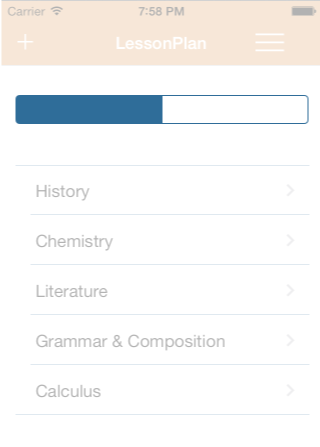 Carrier 7:58 PM
+ LessonPlan
History
Chemistry
Literature
Grammar & Composition
Calculus